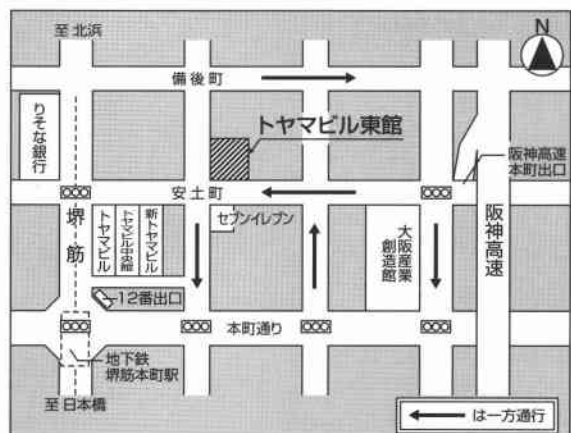 至 北浜
N
備後町
りそな銀行
トヤマビル東館
阪神高速
本町出口
安土町
堺筋
トヤマビル
トヤマビル中央館
新トヤマビル
セブンイレブン
大阪産業
創造館
阪神高速
12番出口
本町通り
地下鉄
堺筋本町駅
至 日本橋
は一方通行